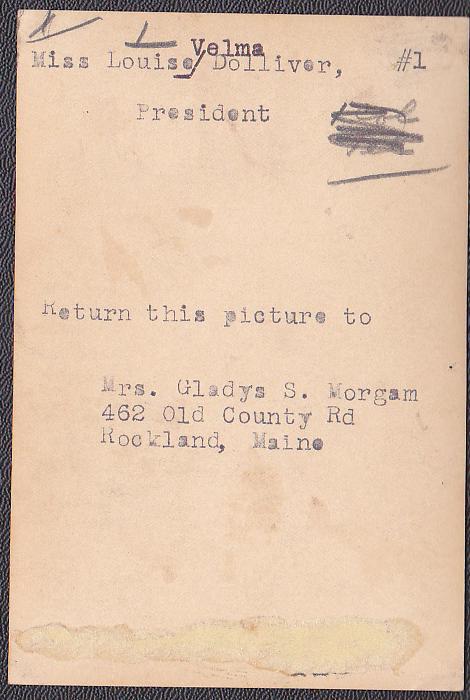 Velma
Miss Louise/Dolliver, #1
President
Return this picture to
Mrs. Gladys S. Morgam
462 Old County Rd
Rockland, Maine